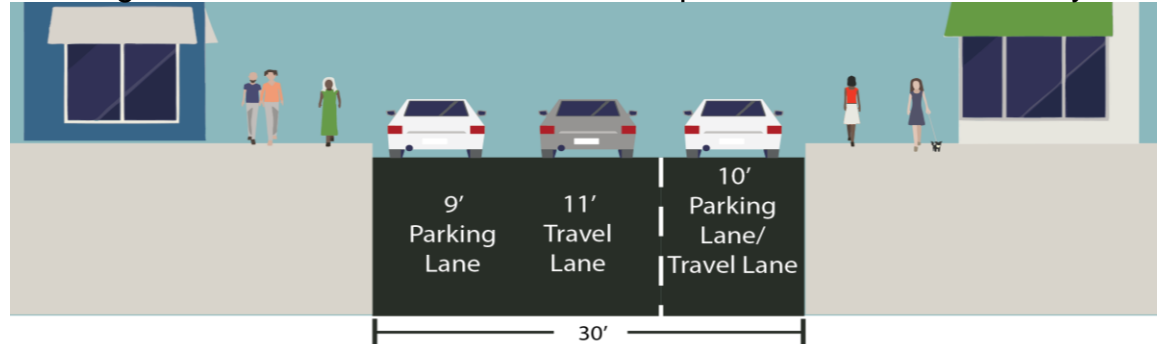 9’
Parking
Lane
11’
Travel
Lane
10’
Parking
Lane/
Travel Lane
30’